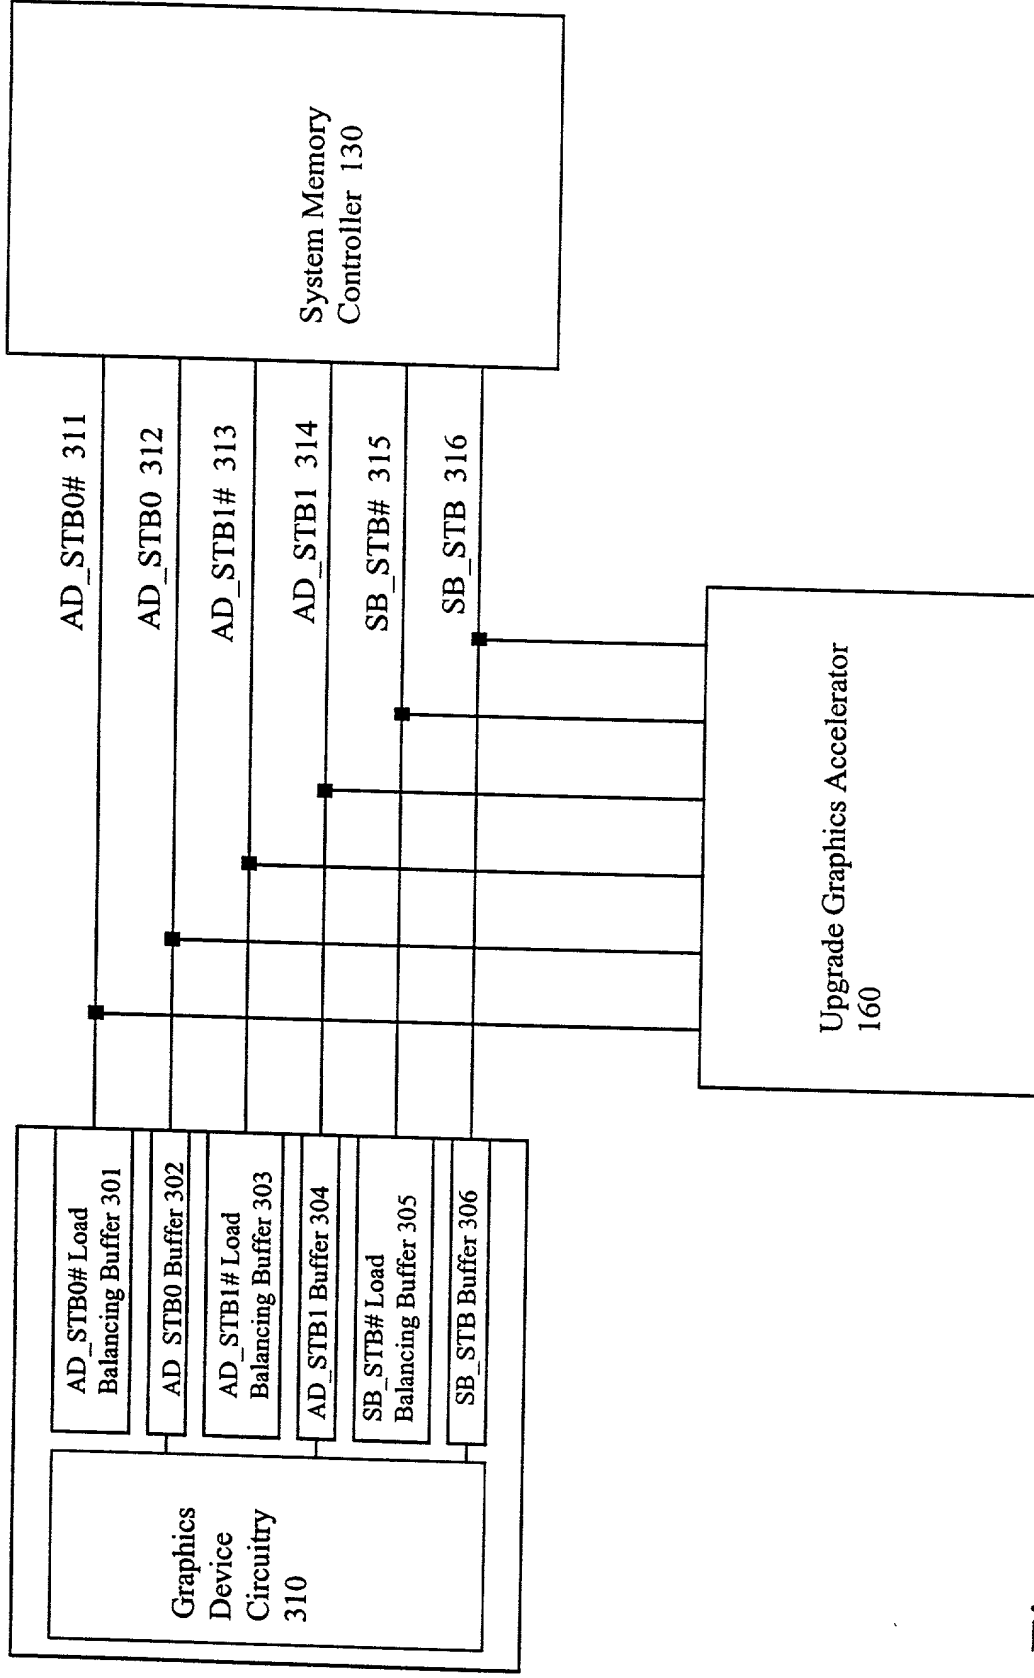 Graphics
Device
Circuitry
310
AD_STB0# Load
Balancing Buffer 301
AD STB0 Buffer 302
AD_STB1# Load
Balancing Buffer 303
AD_STB1 Buffer 304
SB_STB# Load
Balancing Buffer 305
SB_STB Buffer 306
AD_STB0# 311
AD_STB0 312
AD_STB1# 313
AD_STB1 314
SB_STB# 315
SB_STB 316
System Memory
Controller 130
Upgrade Graphics Accelerator
160